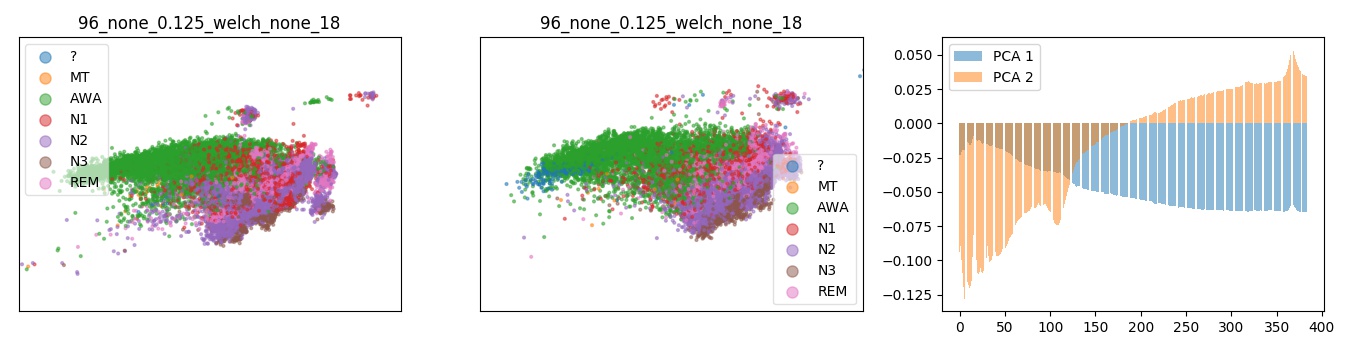 96_none_0.125_welch_none_18
?
MT
AWA
N1
N2
N3
REM
96_none_0.125_welch_none_18
?
MT
AWA
N1
N2
N3
REM
PCA 1
PCA 2
0.050
0.025
0.000
−0.025
−0.050
−0.075
−0.100
−0.125
0 50 100 150 200 250 300 350 400